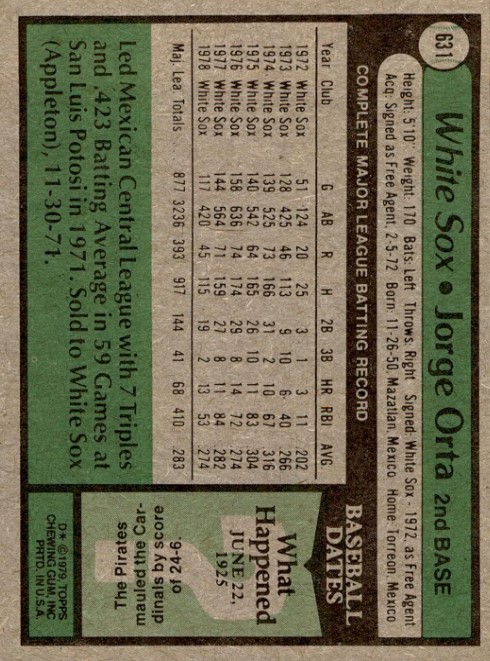 631
White Sox • Jorge Orta 2nd BASE
Height: 5'10" Weight: 170 Bats: Left Throws: Right Signed: White Sox - 1972, as Free Agent
Acq: Signed as Free Agent, 2-5-72 Born: 11-26-50 Mazatlan, Mexico Home: Torreon, Mexico
COMPLETE MAJOR LEAGUE BATTING RECORD
Year Club G AB R H 2B 3B HR RBI AVG
1972 White Sox 51 124 20 25 3 1 3 11 .202
1973 White Sox 128 425 46 113 9 10 6 40 .266
1974 White Sox 139 525 73 166 31 2 10 67 .316
1975 White Sox 140 542 64 165 26 10 11 83 .304
1976 White Sox 158 636 74 174 29 8 14 72 .274
1977 White Sox 144 564 71 159 27 8 11 84 .282
1978 White Sox 117 420 45 115 19 2 13 53 .274
Maj. Lea Totals 877 3236 393 917 144 41 68 410 .283
Led Mexican Central League with 7 Triples
and .423 Batting Average in 59 Games at
San Luis Potosi in 1971. Sold to White Sox
(Appleton), 11-30-71.
BASEBALL
DATES
What
Happened
JUNE 22,
1925
The Pirates
mauled the Car-
dinals by score
of 24-6.
D* ©1979, TOPPS
CHEWING GUM, INC
PRTD. IN U.S.A.